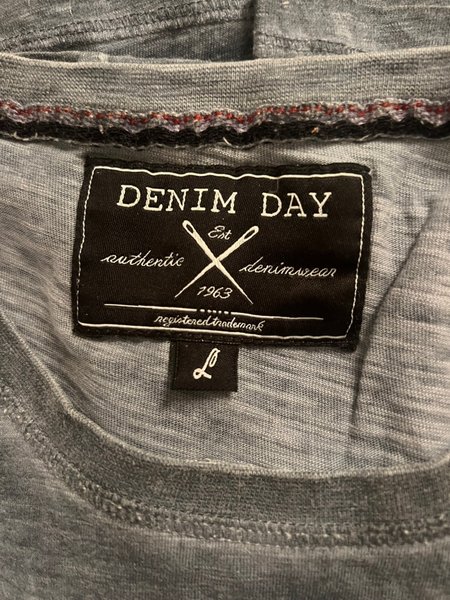 DENIM DAY
Est
authentic denimwear
1963
registered trademark
L